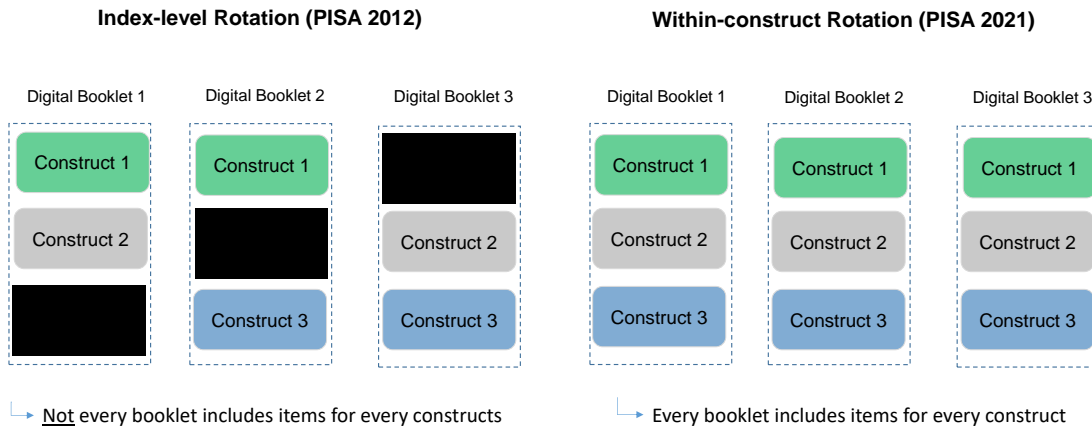 Index-level Rotation (PISA 2012)
Digital Booklet 1
Digital Booklet 2
Digital Booklet 3
Construct 1
Construct 1
Construct 2
Construct 2
Construct 3
Construct 3
Not every booklet includes items for every constructs
Within-construct Rotation (PISA 2021)
Digital Booklet 1
Digital Booklet 2
Digital Booklet 3
Construct 1
Construct 1
Construct 1
Construct 2
Construct 2
Construct 2
Construct 3
Construct 3
Construct 3
Every booklet includes items for every construct